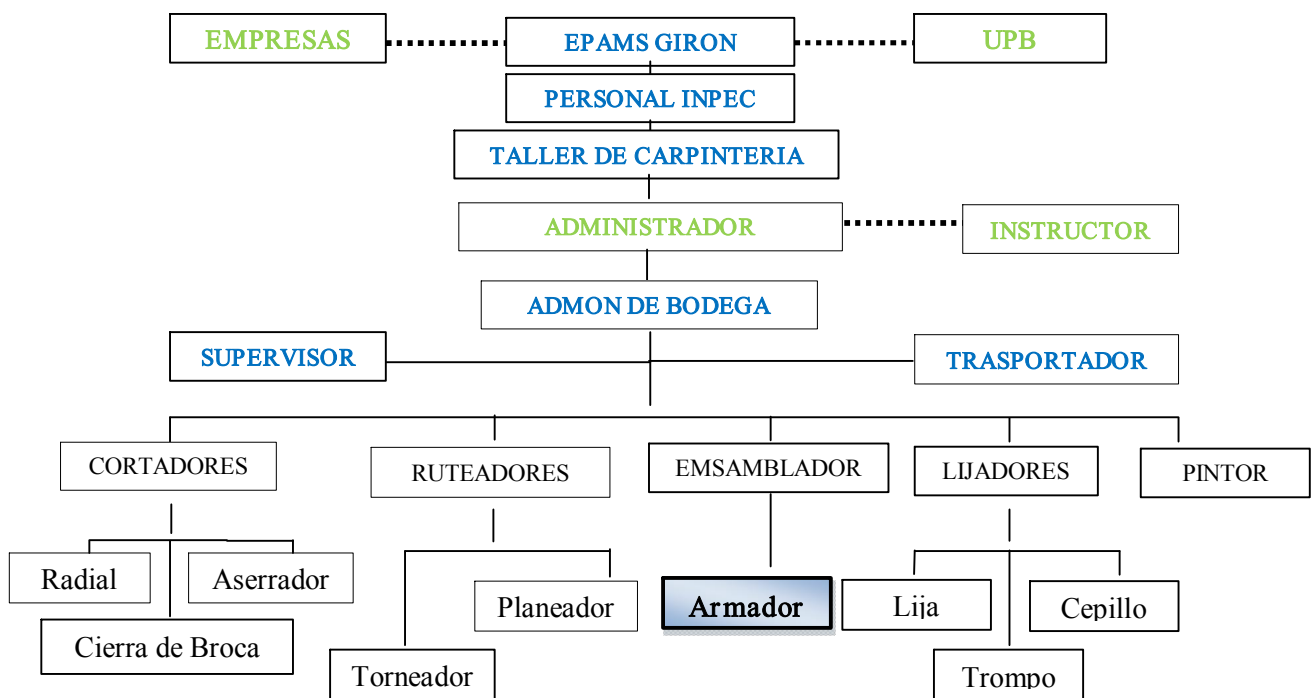 EMPRESAS
EPAMS GIRON
UPB
PERSONAL INPEC
TALLER DE CARPINTERIA
ADMINISTRADOR
INSTRUCTOR
ADMON DE BODEGA
SUPERVISOR
TRASPORTADOR
CORTADORES
RUTEADORES
EMSAMBLADOR
LIJADORES
PINTOR
Radial
Aserrador
Planeador
Armador
Lija
Cepillo
Cierra de Broca
Torneador
Trompo